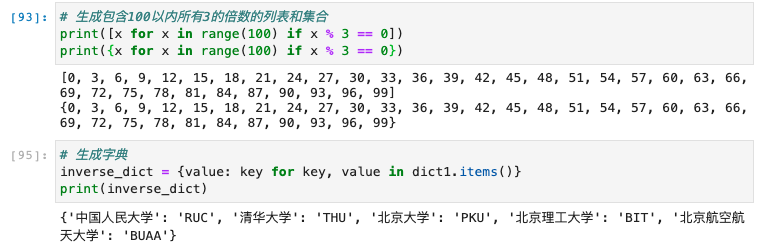 [93]: # 生成包含100以内所有3的倍数的列表和集合
print([x for x in range(100) if x % 3 == 0])
print({x for x in range(100) if x % 3 == 0})
[0, 3, 6, 9, 12, 15, 18, 21, 24, 27, 30, 33, 36, 39, 42, 45, 48, 51, 54, 57, 60, 63, 66,
69, 72, 75, 78, 81, 84, 87, 90, 93, 96, 99]
{0, 3, 6, 9, 12, 15, 18, 21, 24, 27, 30, 33, 36, 39, 42, 45, 48, 51, 54, 57, 60, 63, 66,
69, 72, 75, 78, 81, 84, 87, 90, 93, 96, 99}
[95]: # 生成字典
inverse_dict = {value: key for key, value in dict1.items()}
print(inverse_dict)
{'中国人民大学': 'RUC', '清华大学': 'THU', '北京大学': 'PKU', '北京理工大学': 'BIT', '北京航空航
天大学': 'BUAA'}